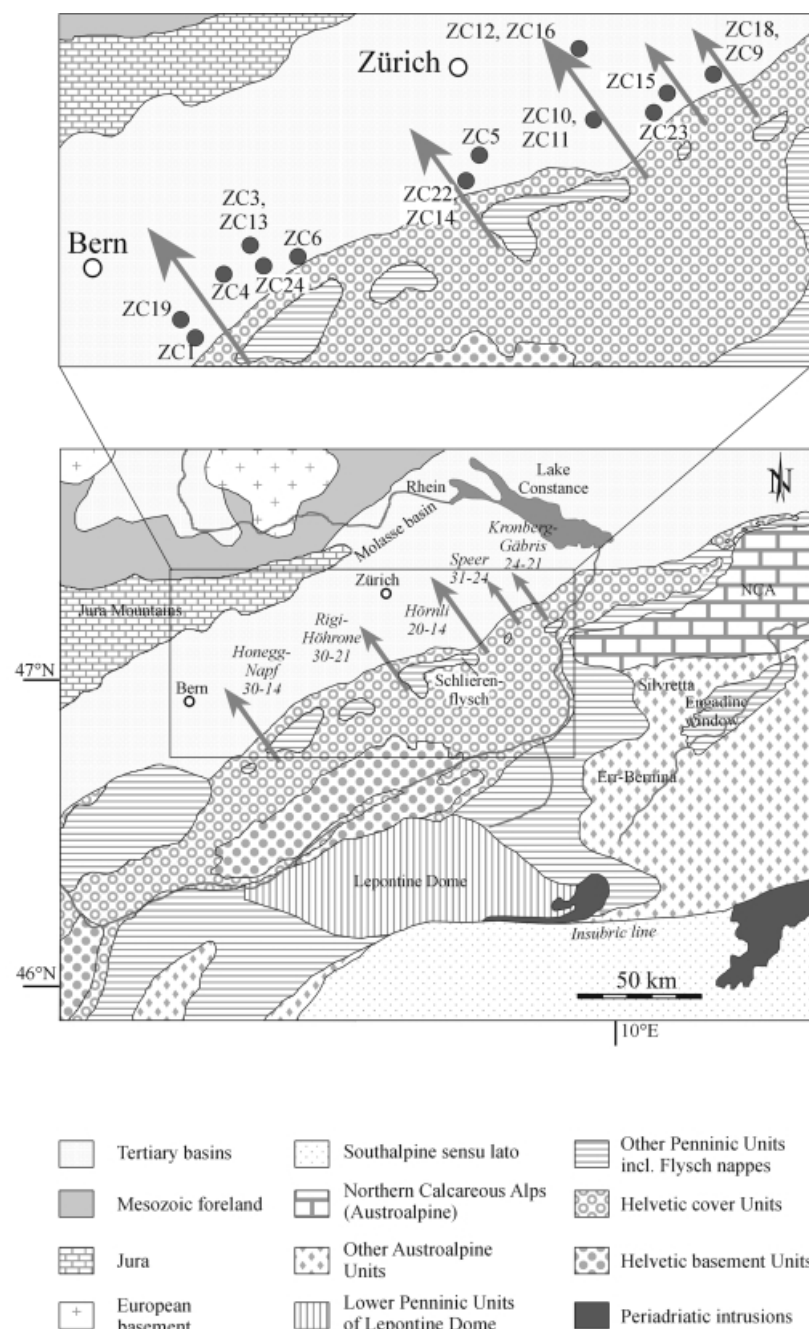 ZC12, ZC16
ZC18,
ZC9
Zürich
ZC15
ZC10,
ZC11
ZC23
ZC5
ZC22,
ZC14
ZC3,
ZC13
ZC6
Bern
ZC4
ZC24
ZC19
ZC1
N
Lake
Constance
Rhein
Molasse basin
Kronberg-
Gäbris
24-21
Speer
31-24
Zürich
Hörnli
20-14
NCA
Jura Mountains
Rigi-
Höhrone
30-21
Honegg-
Napf
30-14
47°N
Bern
Schlieren-
flysch
Silvretta
Engadine
window
Err-Bernina
Lepontine Dome
Insubric line
46°N
50 km
10°E
Tertiary basins
Southalpine sensu lato
Other Penninic Units
incl. Flysch nappes
Mesozoic foreland
Northern Calcareous Alps
(Austroalpine)
Helvetic cover Units
Jura
Other Austroalpine
Units
Helvetic basement Units
European
basement
Lower Penninic Units
of Lepontine Dome
Periadriatic intrusions